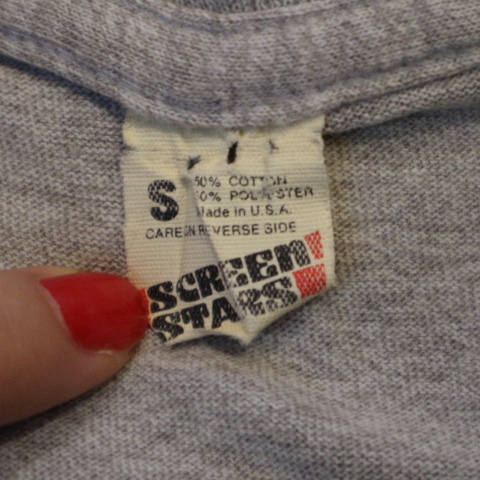 S
50% COTTON
50% POLYESTER
Made in U.S.A.
CARE ON REVERSE SIDE
SCREEN
STARS